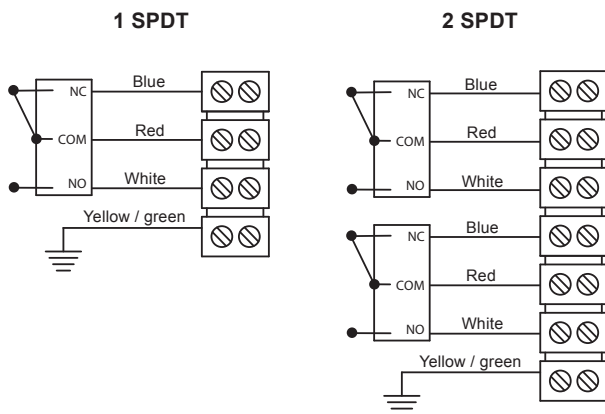 1 SPDT
NC
Blue
COM
Red
NO
White
Yellow / green
2 SPDT
NC
Blue
COM
Red
NO
White
NC
Blue
COM
Red
NO
White
Yellow / green